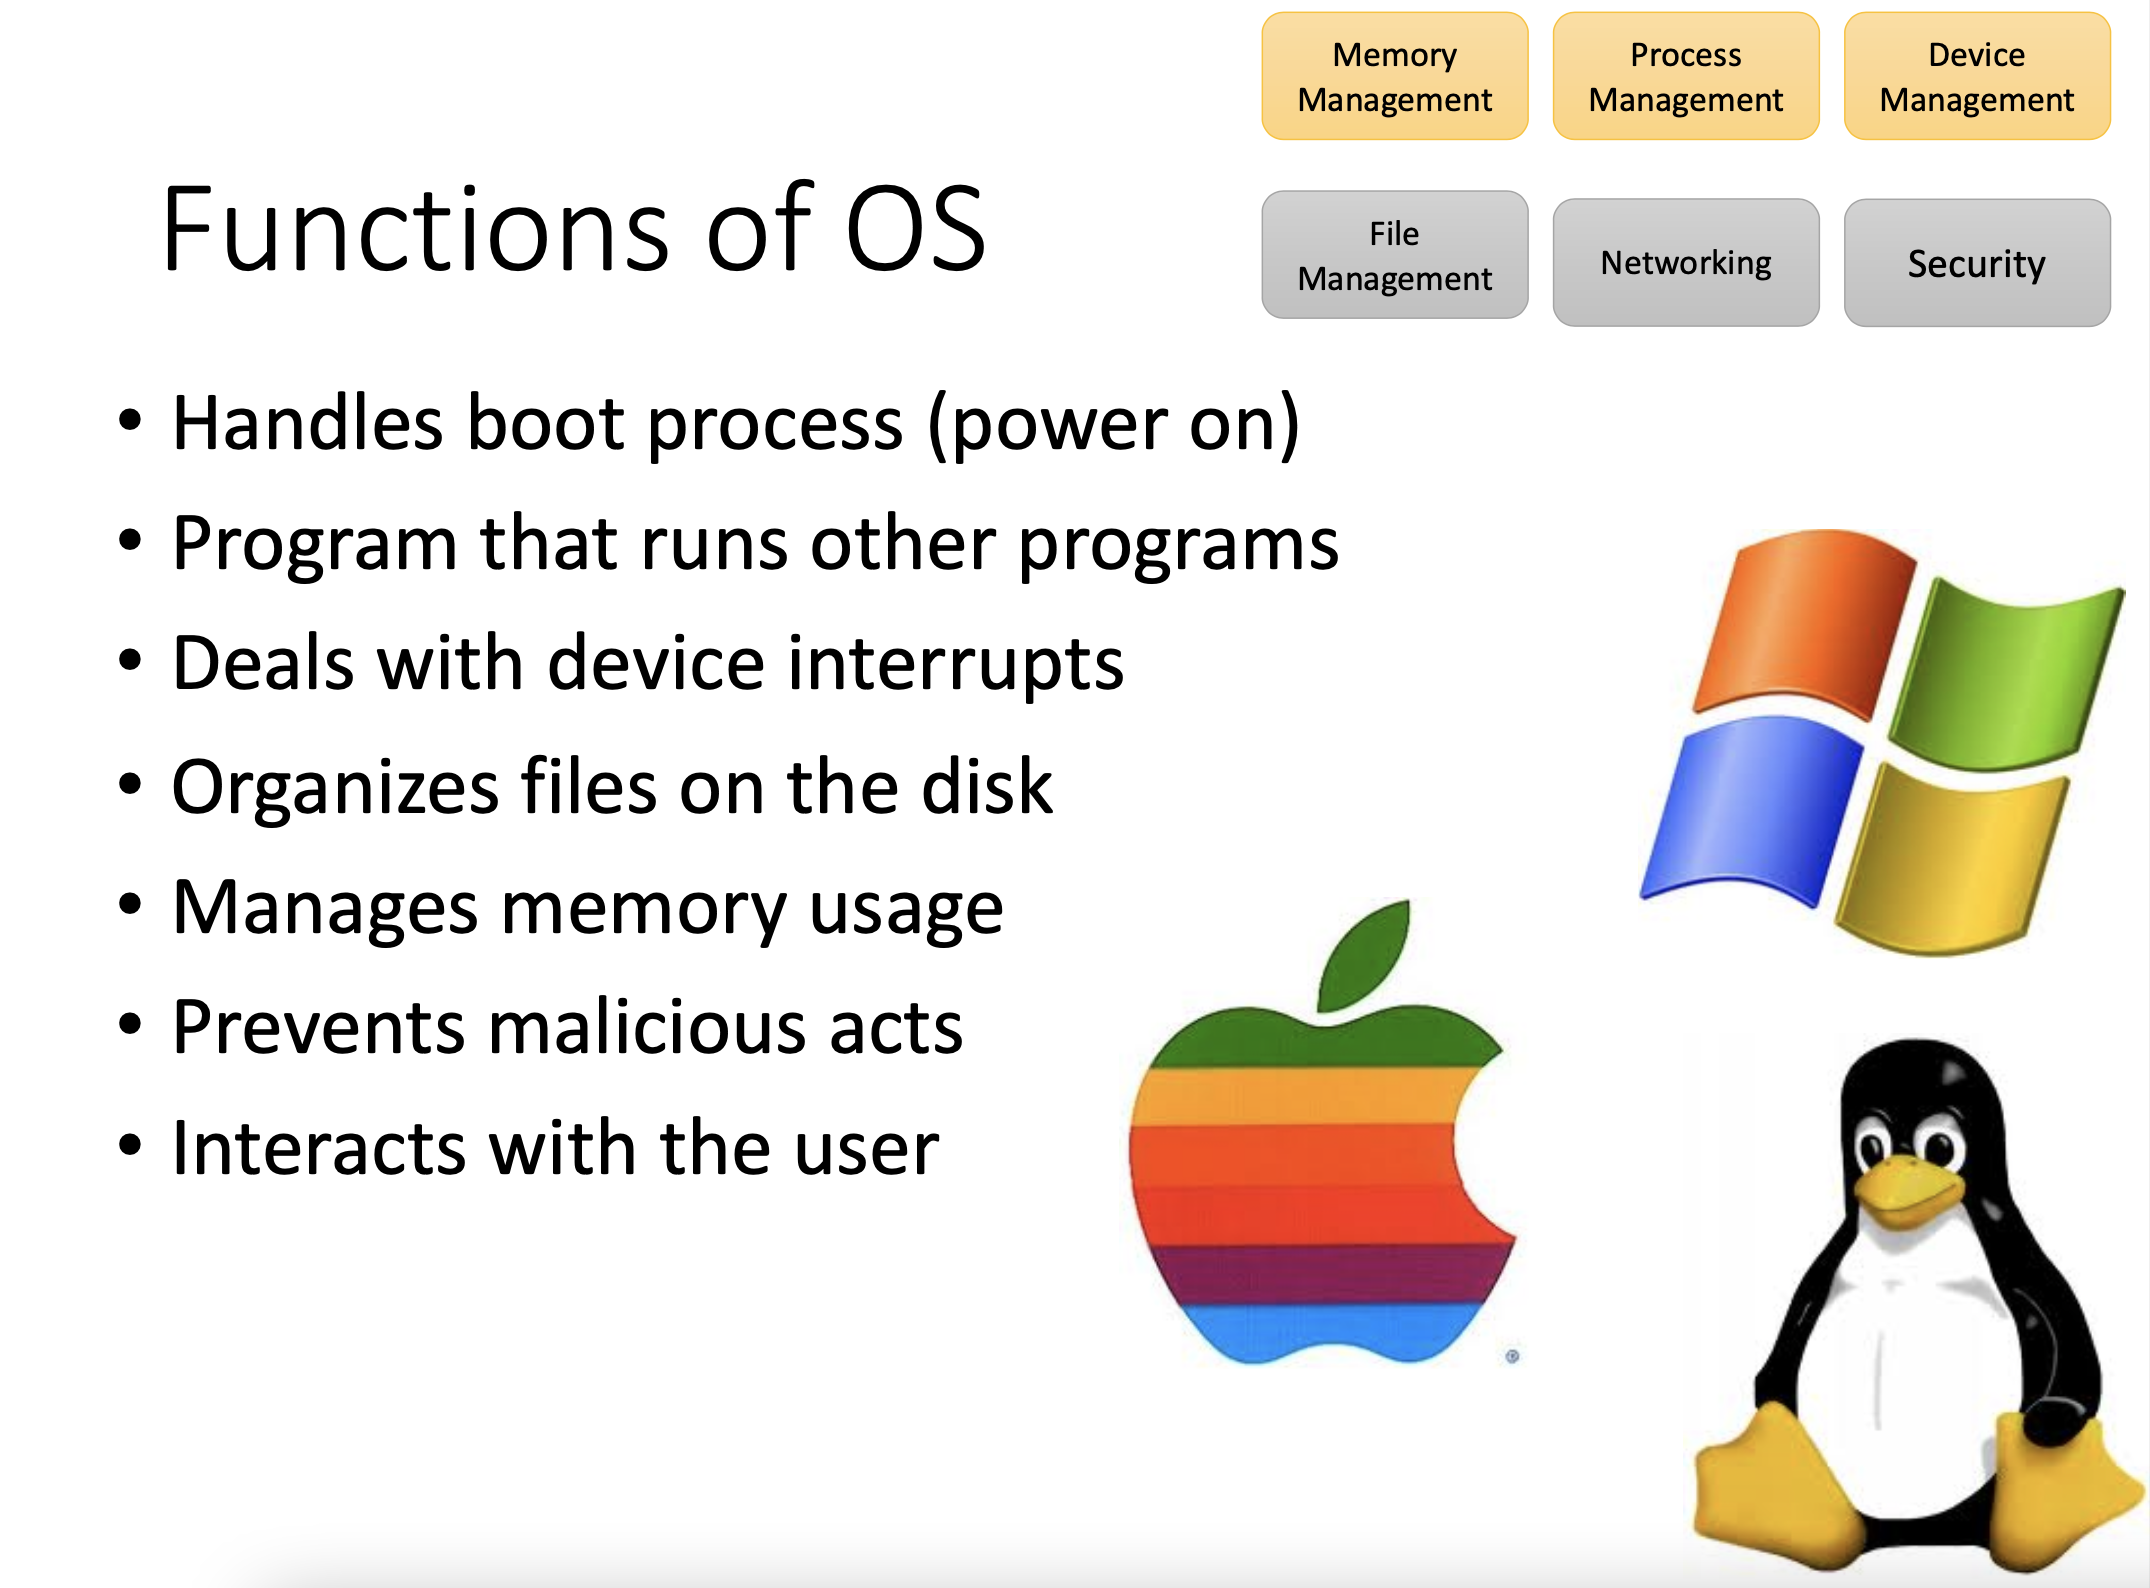 Memory
Management
Process
Management
Device
Management
Functions of OS
File
Management
Networking
Security
• Handles boot process (power on)
• Program that runs other programs
• Deals with device interrupts
• Organizes files on the disk
• Manages memory usage
• Prevents malicious acts
• Interacts with the user
®